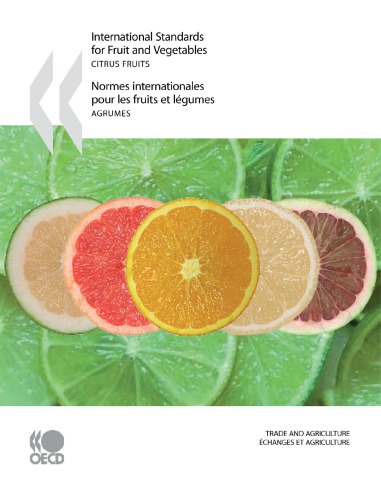 International Standards
for Fruit and Vegetables
CITRUS FRUITS
Normes internationales
pour les fruits et légumes
AGRUMES
OECD
TRADE AND AGRICULTURE
ÉCHANGES ET AGRICULTURE